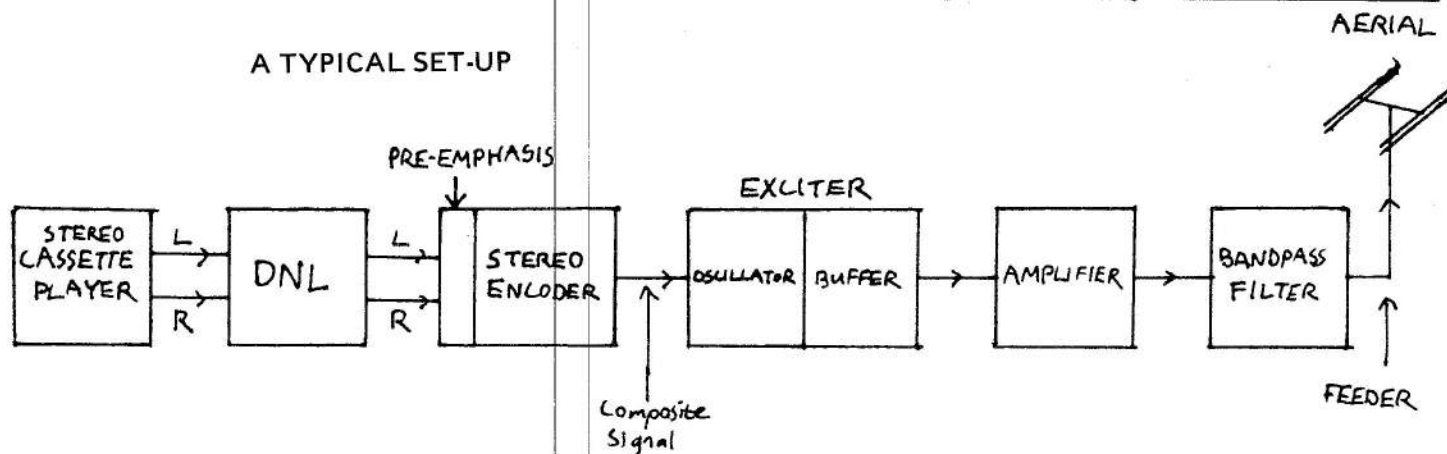 AERIAL
A TYPICAL SET-UP
PRE-EMPHASIS
EXCITER
STEREO
CASSETTE
PLAYER
L
R
DNL
L
R
STEREO
ENCODER
OSCILLATOR
BUFFER
AMPLIFIER
BANDPASS
FILTER
Composite
Signal
FEEDER